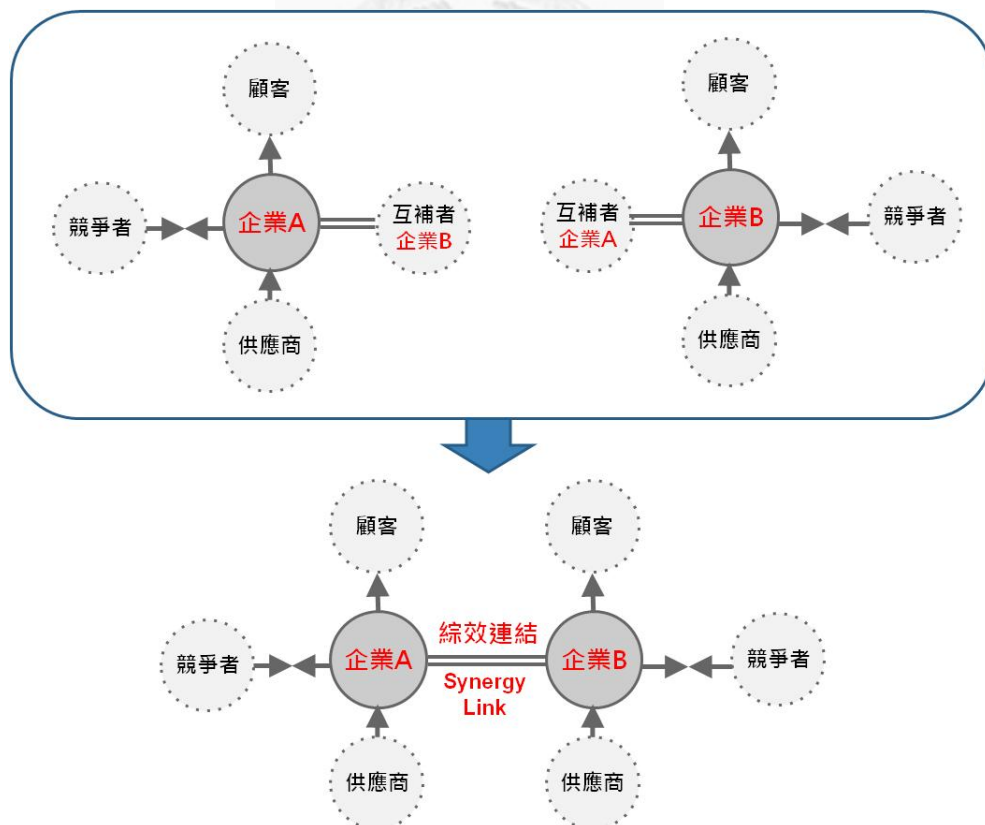 顧客
顧客
競爭者
企業A
互補者
企業B
互補者
企業A
企業B
競爭者
供應商
供應商
顧客
顧客
綜效連結
競爭者
企業A
企業B
競爭者
Synergy
Link
供應商
供應商